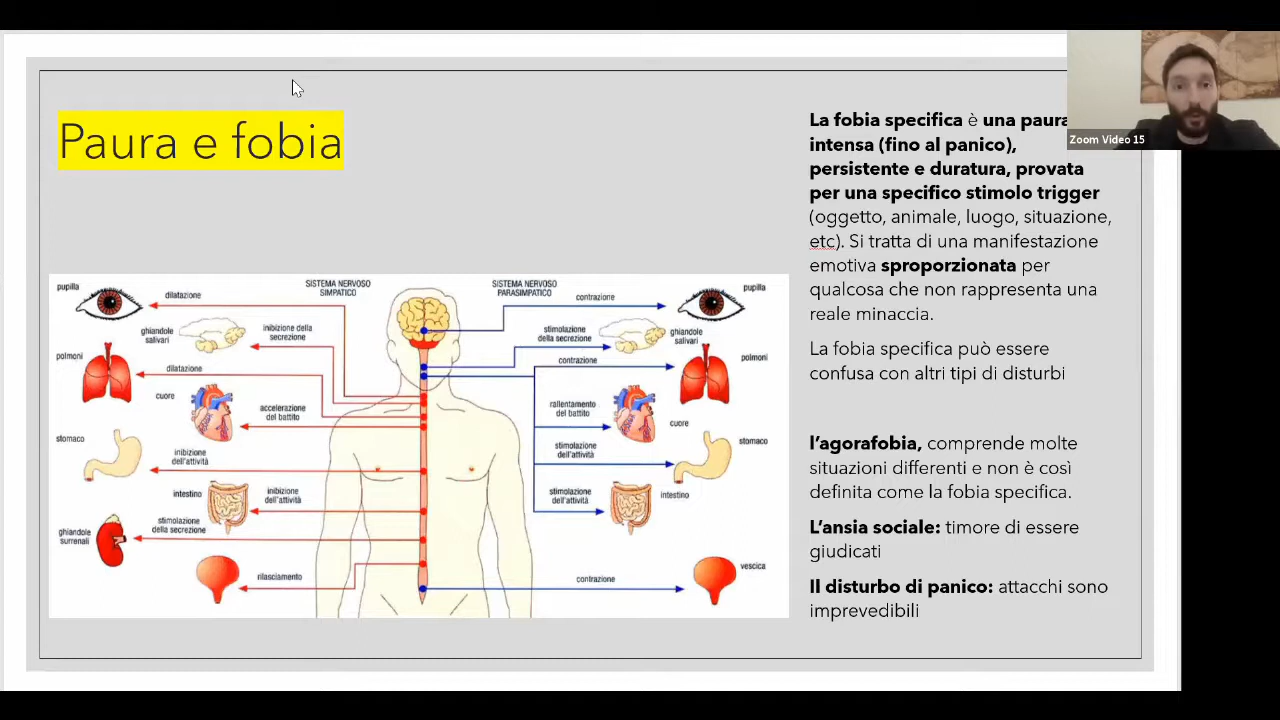 Paura e fobia
La fobia specifica è una paura
intensa (fino al panico),
persistente e duratura, provata
per una specifico stimolo trigger
(oggetto, animale, luogo, situazione,
etc). Si tratta di una manifestazione
emotiva sproporzionata per
qualcosa che non rappresenta una
reale minaccia.
La fobia specifica può essere
confusa con altri tipi di disturbi
l'agorafobia, comprende molte
situazioni differenti e non è così
definita come la fobia specifica.
L'ansia sociale: timore di essere
giudicati
Il disturbo di panico: attacchi sono
imprevedibili
Zoom Video 15
SISTEMA NERVOSO
SIMPATICO
pupilla
dilatazione
ghiandole
salivari
inibizione della
secrezione
polmoni
dilatazione
cuore
accelerazione
del battito
stomaco
inibizione
dell'attività
intestino
inibizione
dell'attività
ghiandole
surrenali
stimolazione
della secrezione
rilasciamento
SISTEMA NERVOSO
PARASIMPATICO
contrazione
pupilla
stimolazione
della secrezione
ghiandole
salivari
contrazione
polmoni
rallentamento
del battito
cuore
stimolazione
dell'attività
stomaco
stimolazione
dell'attività
intestino
contrazione
vescica